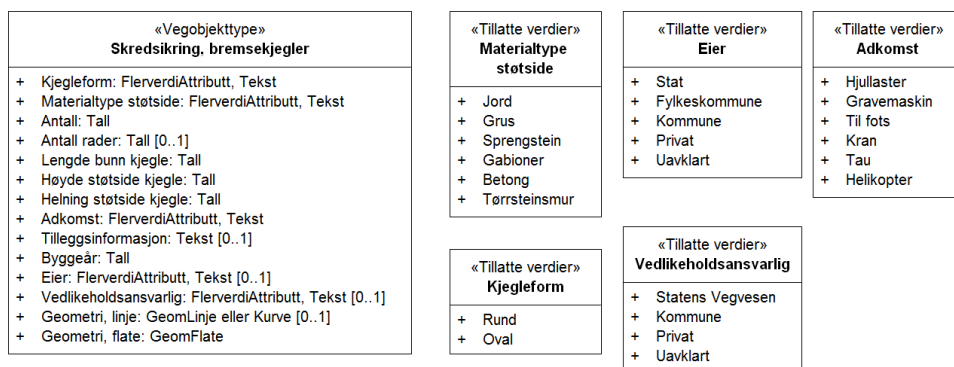 «Vegobjekttype»
Skredsikring, bremsekjegler
+ Kjegleform: FlerverdiAttributt, Tekst
+ Materialtype støtside: FlerverdiAttributt, Tekst
+ Antall: Tall
+ Antall rader: Tall [0..1]
+ Lengde bunn kjegle: Tall
+ Høyde støtside kjegle: Tall
+ Helning støtside kjegle: Tall
+ Adkomst: FlerverdiAttributt, Tekst
+ Tilleggsinformasjon: Tekst [0..1]
+ Byggeår: Tall
+ Eier: FlerverdiAttributt, Tekst [0..1]
+ Vedlikeholdsansvarlig: FlerverdiAttributt, Tekst [0..1]
+ Geometri, linje: GeomLinje eller Kurve [0..1]
+ Geometri, flate: GeomFlate
«Tillatte verdier»
Materialtype
støtside
+ Jord
+ Grus
+ Sprengstein
+ Gabioner
+ Betong
+ Tørrsteinsmur
«Tillatte verdier»
Eier
+ Stat
+ Fylkeskommune
+ Kommune
+ Privat
+ Uavklart
«Tillatte verdier»
Adkomst
+ Hjullaster
+ Gravemaskin
+ Til fots
+ Kran
+ Tau
+ Helikopter
«Tillatte verdier»
Kjegleform
+ Rund
+ Oval
«Tillatte verdier»
Vedlikeholdsansvarlig
+ Statens Vegvesen
+ Kommune
+ Privat
+ Uavklart